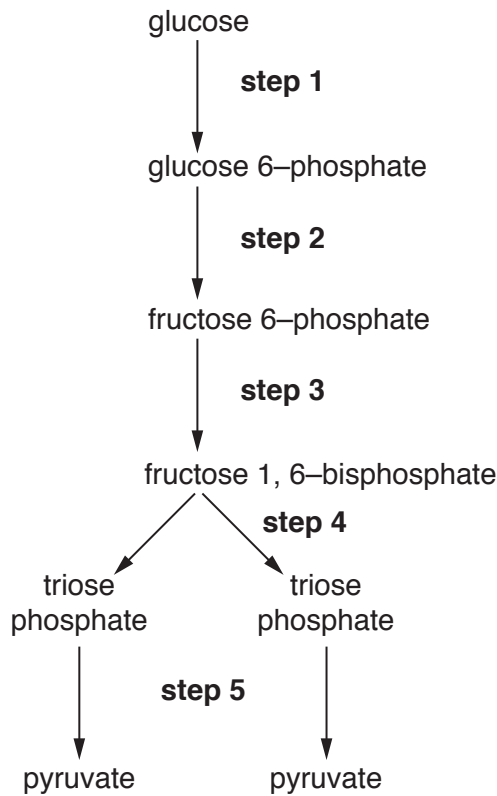 glucose
step 1
glucose 6–phosphate
step 2
fructose 6–phosphate
step 3
fructose 1, 6–bisphosphate
step 4
triose
phosphate
triose
phosphate
step 5
pyruvate
pyruvate